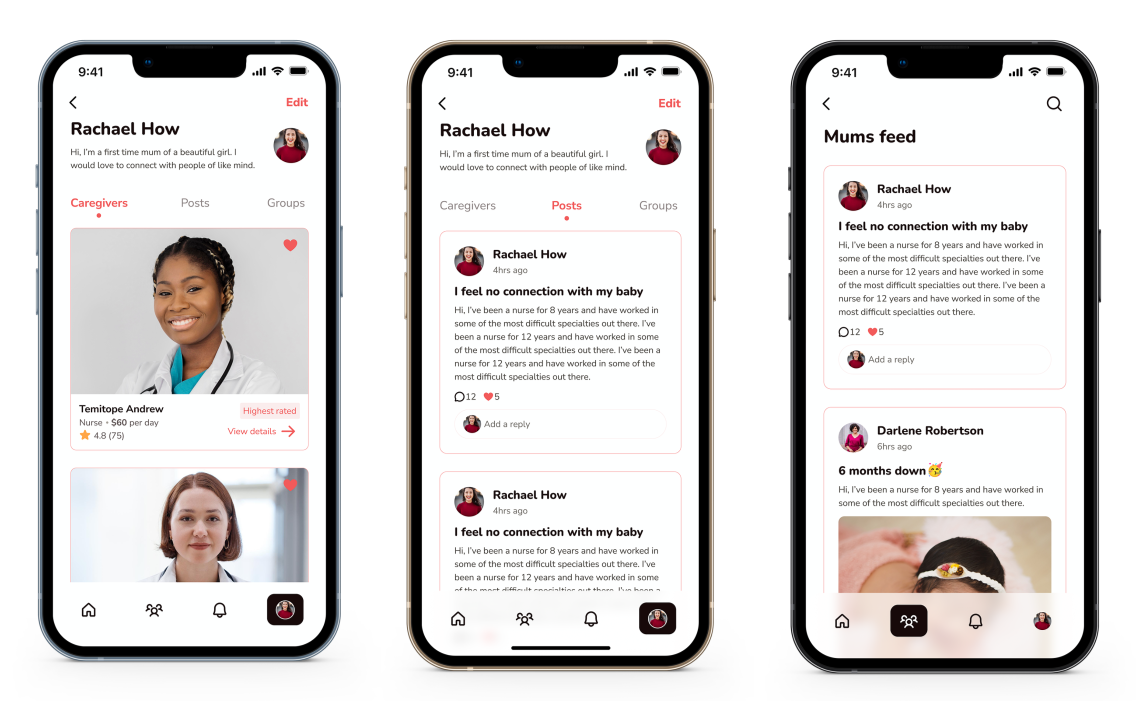 9:41
Edit
Rachael How
Hi, I'm a first time mum of a beautiful girl. I
would love to connect with people of like mind.
Caregivers Posts Groups
Temitope Andrew
Highest rated
Nurse • $60 per day
4.8 (75)
View details
9:41
Edit
Rachael How
Hi, I'm a first time mum of a beautiful girl. I
would love to connect with people of like mind.
Caregivers Posts Groups
Rachael How
4hrs ago
I feel no connection with my baby
Hi, I've been a nurse for 8 years and have worked in
some of the most difficult specialties out there. I've
been a nurse for 12 years and have worked in some
of the most difficult specialties out there. I've been a
nurse for 12 years and have worked in some of the
most difficult specialties out there.
12 5
Add a reply
Rachael How
4hrs ago
I feel no connection with my baby
Hi, I've been a nurse for 8 years and have worked in
some of the most difficult specialties out there. I've
been a nurse for 12 years and have worked in some
of the most difficult specialties out there. I've been a
9:41
Mums feed
Rachael How
4hrs ago
I feel no connection with my baby
Hi, I've been a nurse for 8 years and have worked in
some of the most difficult specialties out there. I've
been a nurse for 12 years and have worked in some
of the most difficult specialties out there. I've been a
nurse for 12 years and have worked in some of the
most difficult specialties out there.
12 5
Add a reply
Darlene Robertson
6hrs ago
6 months down🥳
Hi, I've been a nurse for 8 years and have worked in
some of the most difficult specialties out there.